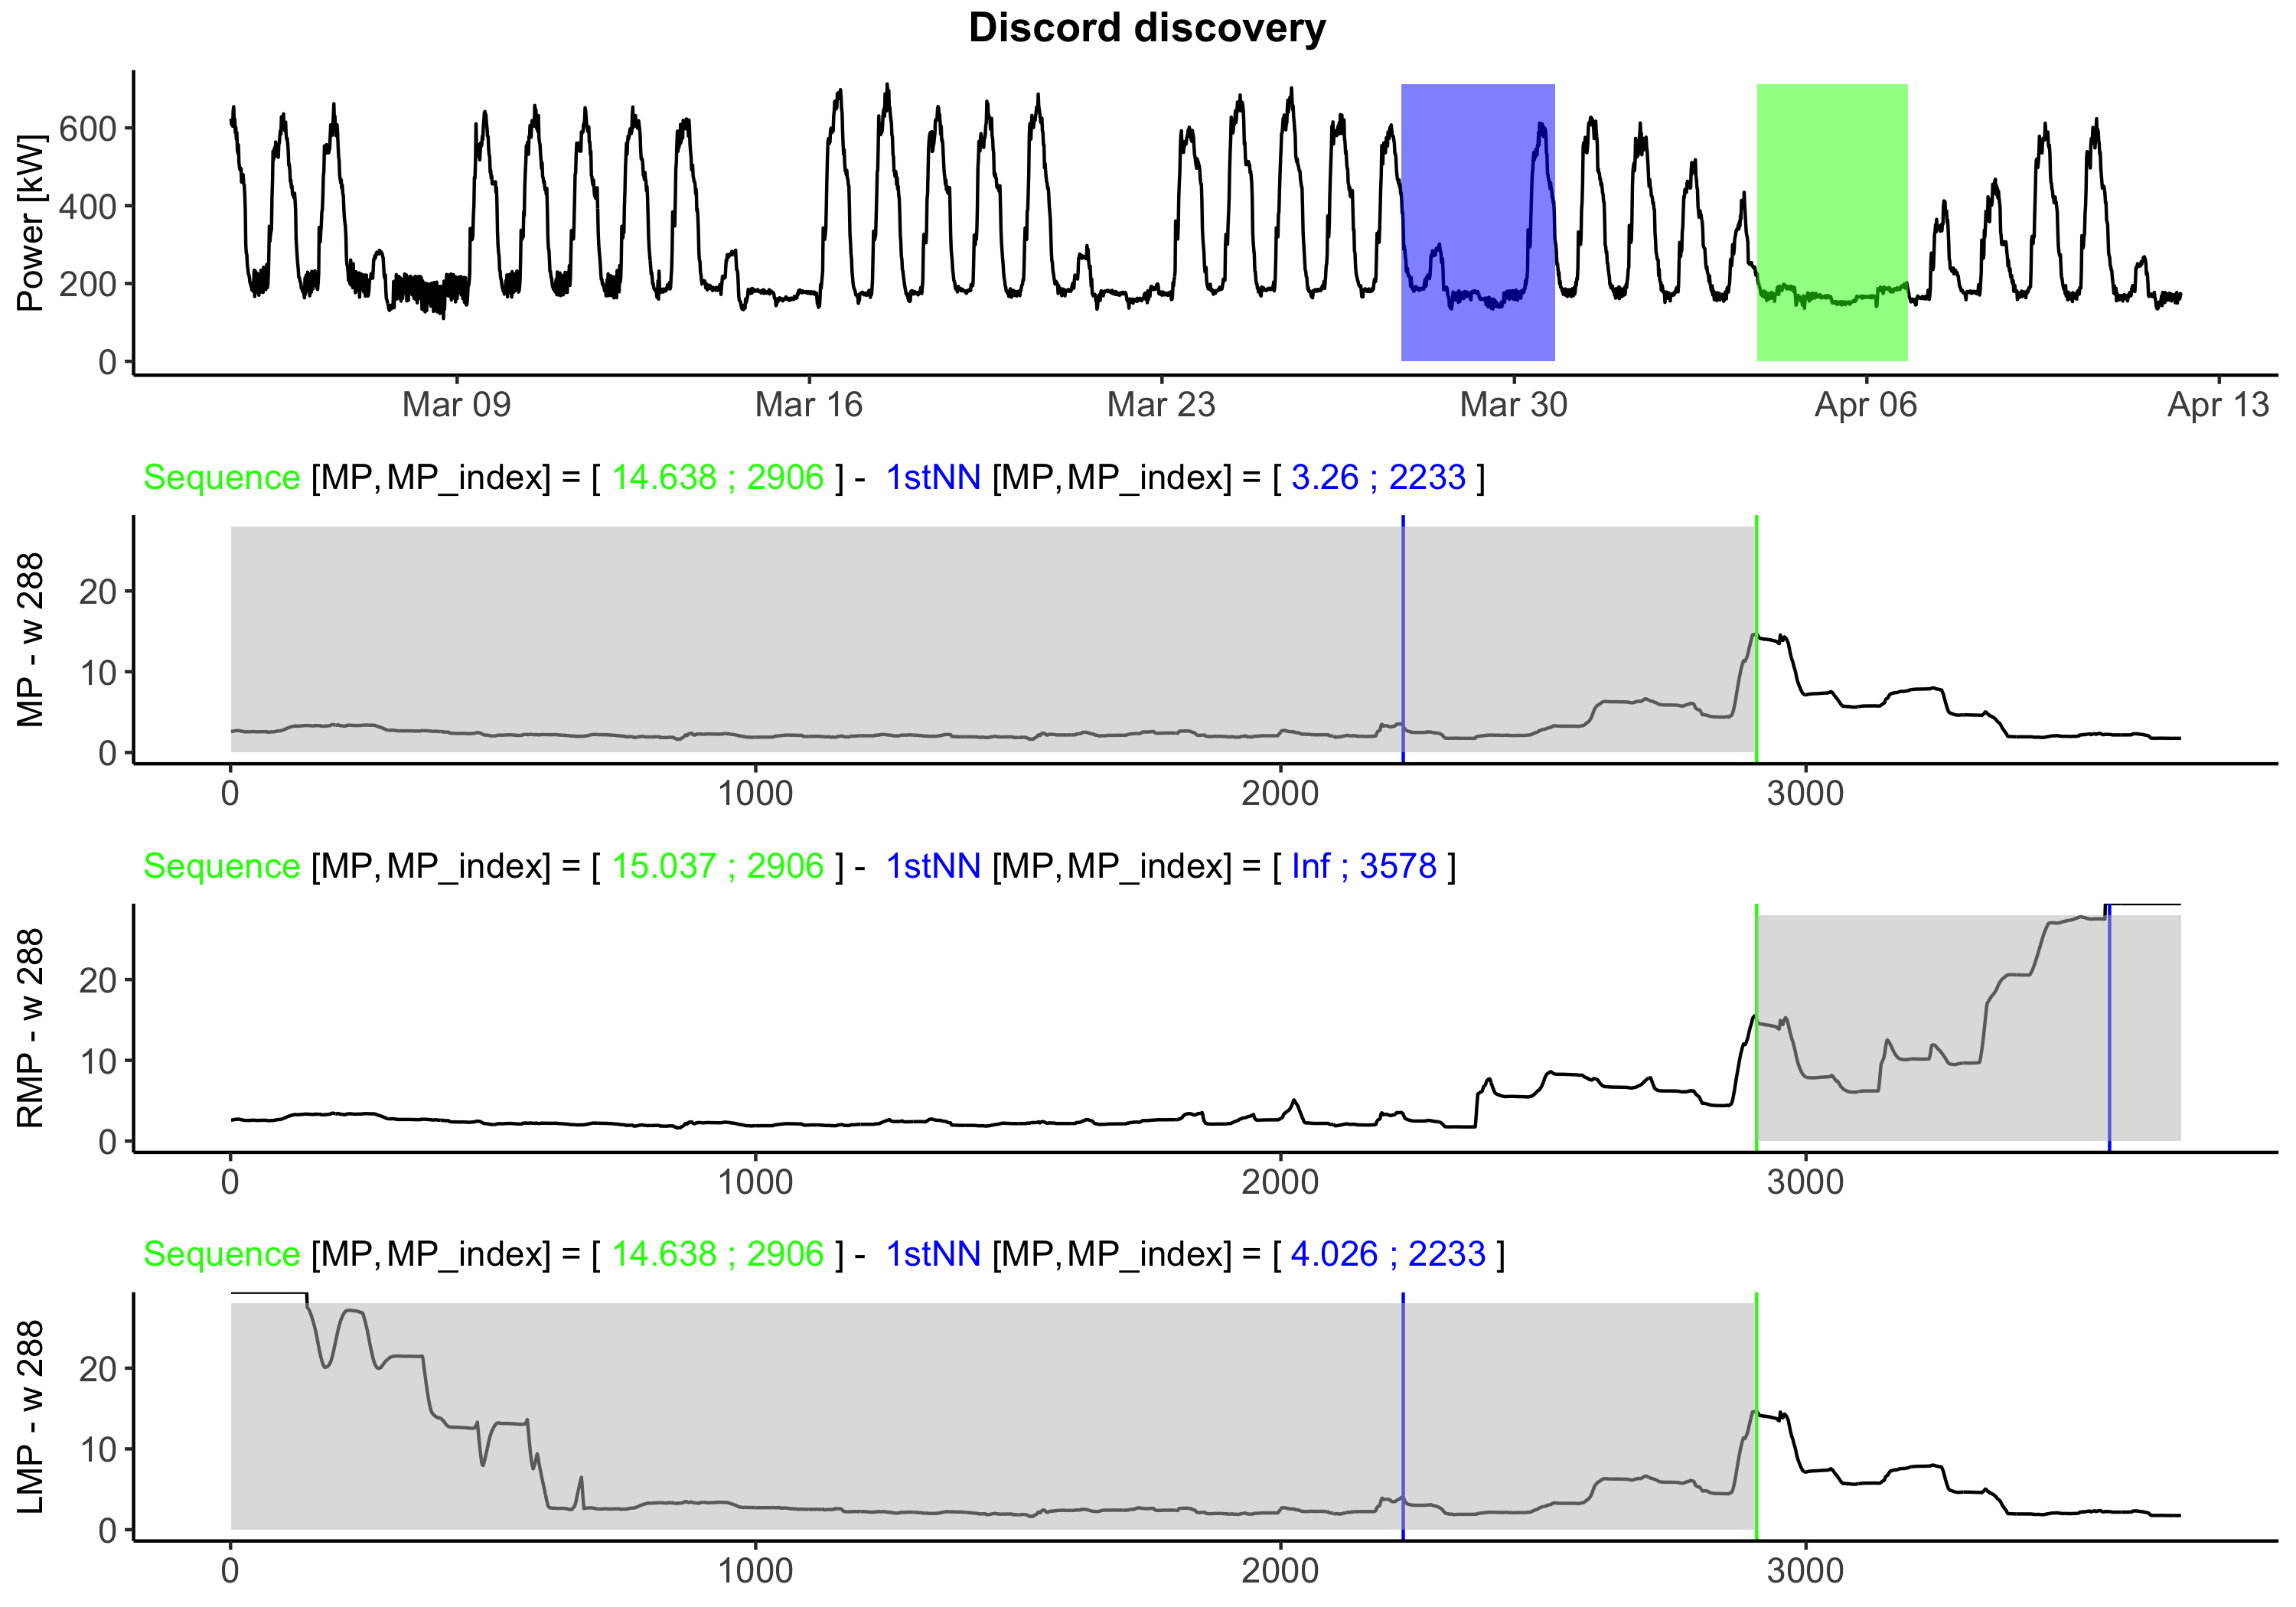 Discord discovery
Power [kW]
600
400
200
0
Mar 09 Mar 16 Mar 23 Mar 30 Apr 06 Apr 13
Sequence [MP, MP_index] = [ 14.638 ; 2906 ] - 1stNN [MP, MP_index] = [ 3.26 ; 2233 ]
MP - w 288
20
10
0
0 1000 2000 3000
Sequence [MP, MP_index] = [ 15.037 ; 2906 ] - 1stNN [MP, MP_index] = [ Inf ; 3578 ]
RMP - w 288
20
10
0
0 1000 2000 3000
Sequence [MP, MP_index] = [ 14.638 ; 2906 ] - 1stNN [MP, MP_index] = [ 4.026 ; 2233 ]
LMP - w 288
20
10
0
0 1000 2000 3000